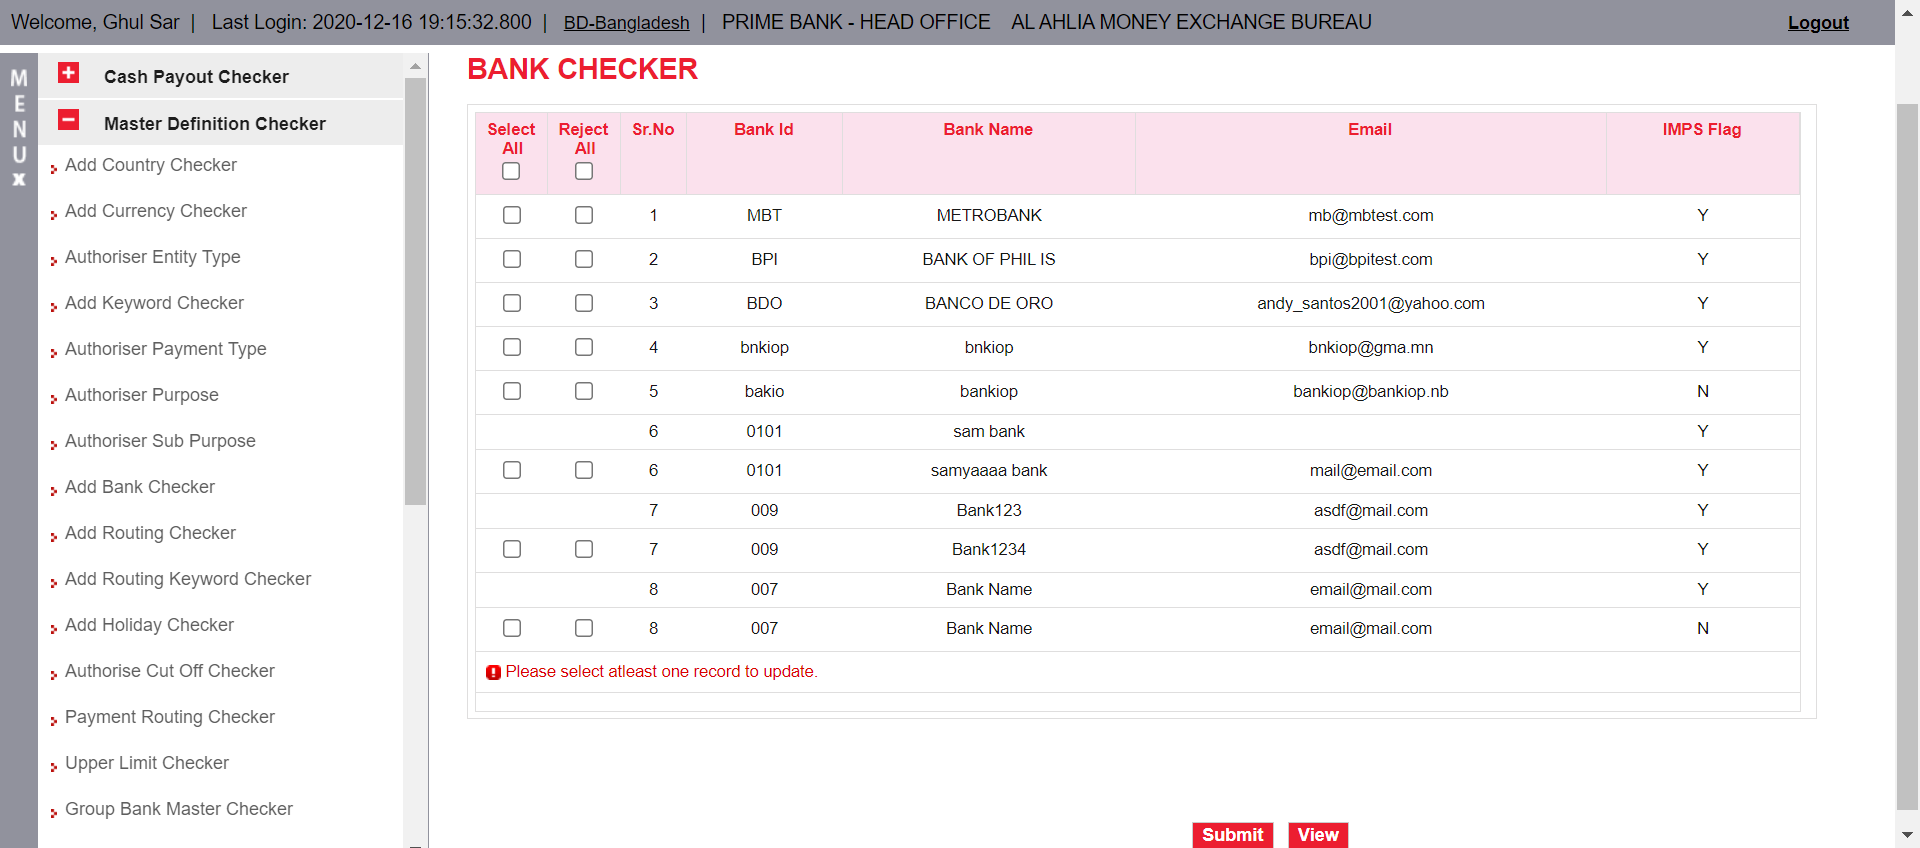 Welcome, Ghul Sar | Last Login: 2020-12-16 19:15:32.800 | BD-Bangladesh | PRIME BANK - HEAD OFFICE AL AHLIA MONEY EXCHANGE BUREAU Logout
MENU X
Cash Payout Checker
Master Definition Checker
Add Country Checker
Add Currency Checker
Authoriser Entity Type
Add Keyword Checker
Authoriser Payment Type
Authoriser Purpose
Authoriser Sub Purpose
Add Bank Checker
Add Routing Checker
Add Routing Keyword Checker
Add Holiday Checker
Authorise Cut Off Checker
Payment Routing Checker
Upper Limit Checker
Group Bank Master Checker
BANK CHECKER
Select All Reject All Sr.No Bank Id Bank Name Email IMPS Flag
1 MBT METROBANK mb@mbtest.com Y
2 BPI BANK OF PHIL IS bpi@bpitest.com Y
3 BDO BANCO DE ORO andy_santos2001@yahoo.com Y
4 bnkiop bnkiop bnkiop@gma.mn Y
5 bakio bankiop bankiop@bankiop.nb N
6 0101 sam bank Y
6 0101 samyaaaa bank mail@email.com Y
7 009 Bank123 asdf@mail.com Y
7 009 Bank1234 asdf@mail.com Y
8 007 Bank Name email@mail.com Y
8 007 Bank Name email@mail.com N
Please select atleast one record to update.
Submit View